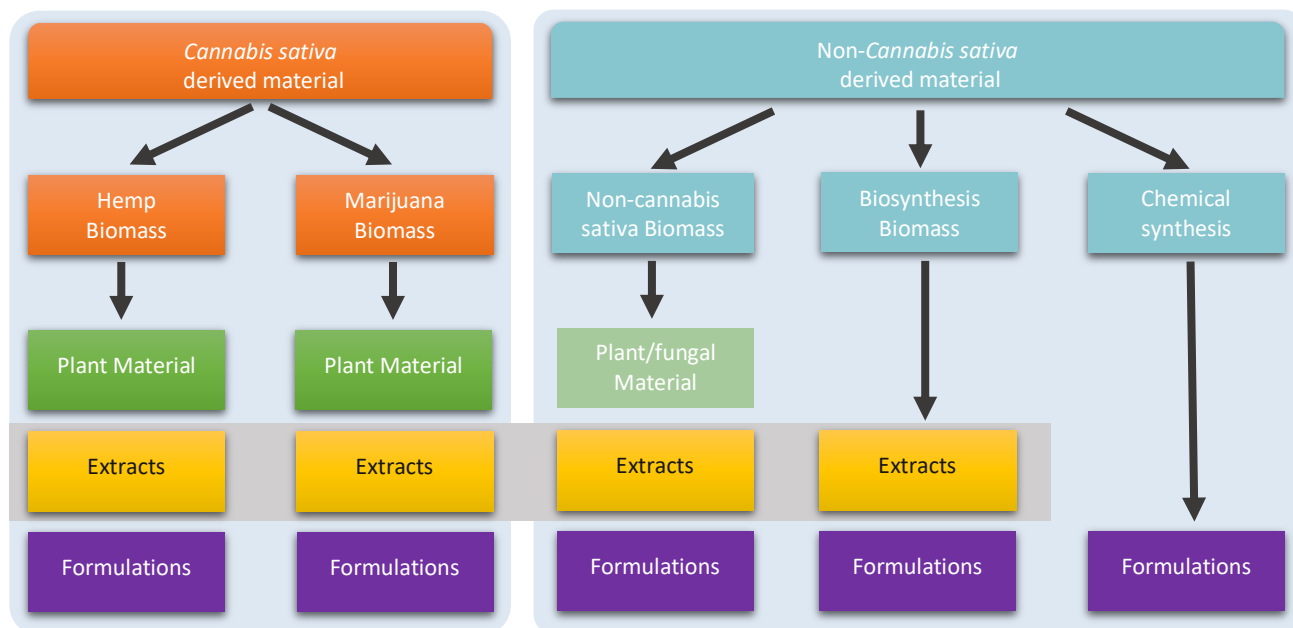 Cannabis sativa
derived material
Non-Cannabis sativa
derived material
Hemp
Biomass
Marijuana
Biomass
Non-cannabis
sativa Biomass
Biosynthesis
Biomass
Chemical
synthesis
Plant Material
Plant Material
Plant/fungal
Material
Extracts
Extracts
Extracts
Extracts
Formulations
Formulations
Formulations
Formulations
Formulations